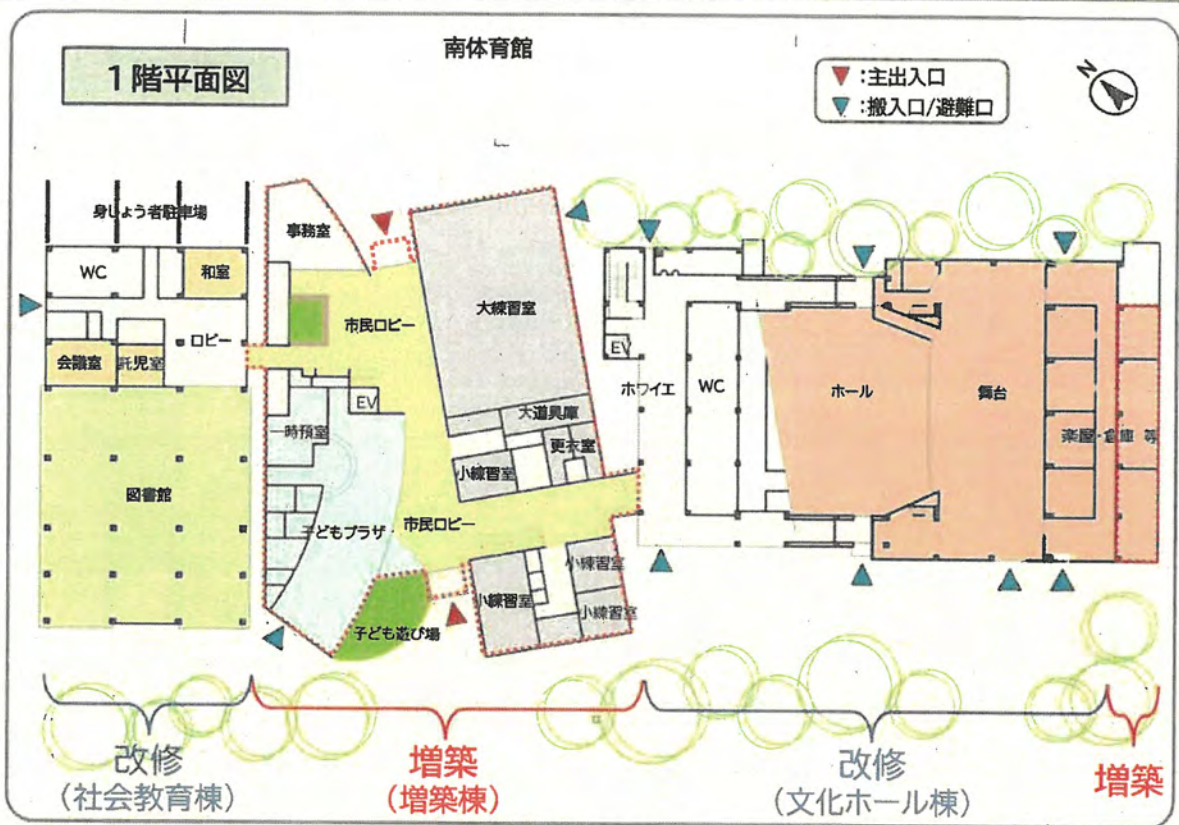 南体育館
1階平面図
▼:主出入口
▼:搬入口/避難口
N
身しょう者駐車場
事務室
WC
和室
大練習室
市民ロビー
ロビー
会議室
託児室
EV
ホワイエ
WC
ホール
舞台
EV
大道具庫
一時預室
更衣室
楽屋・倉庫 等
小練習室
図書館
子どもプラザ
市民ロビー
小練習室
小練習室
小練習室
子ども遊び場
改修
(社会教育棟)
増築
(増築棟)
改修
(文化ホール棟)
増築